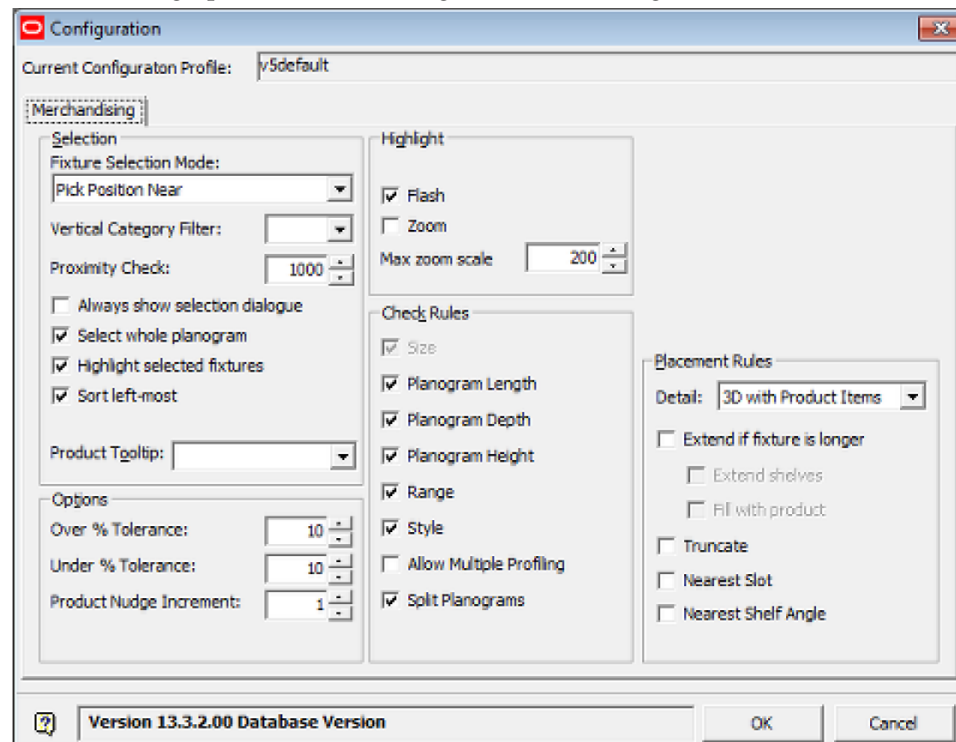 Configuration
Current Configuraton Profile: v5default
Merchandising
Selection
Fixture Selection Mode:
Pick Position Near
Vertical Category Filter:
Proximity Check: 1000
Always show selection dialogue
Select whole planogram
Highlight selected fixtures
Sort left-most
Product Tooltip:
Options
Over % Tolerance: 10
Under % Tolerance: 10
Product Nudge Increment: 1
Highlight
Flash
Zoom
Max zoom scale 200
Check Rules
Size
Planogram Length
Planogram Depth
Planogram Height
Range
Style
Allow Multiple Profiling
Split Planograms
Placement Rules
Detail: 3D with Product Items
Extend if fixture is longer
Extend shelves
Fill with product
Truncate
Nearest Slot
Nearest Shelf Angle
Version 13.3.2.00 Database Version
OK Cancel